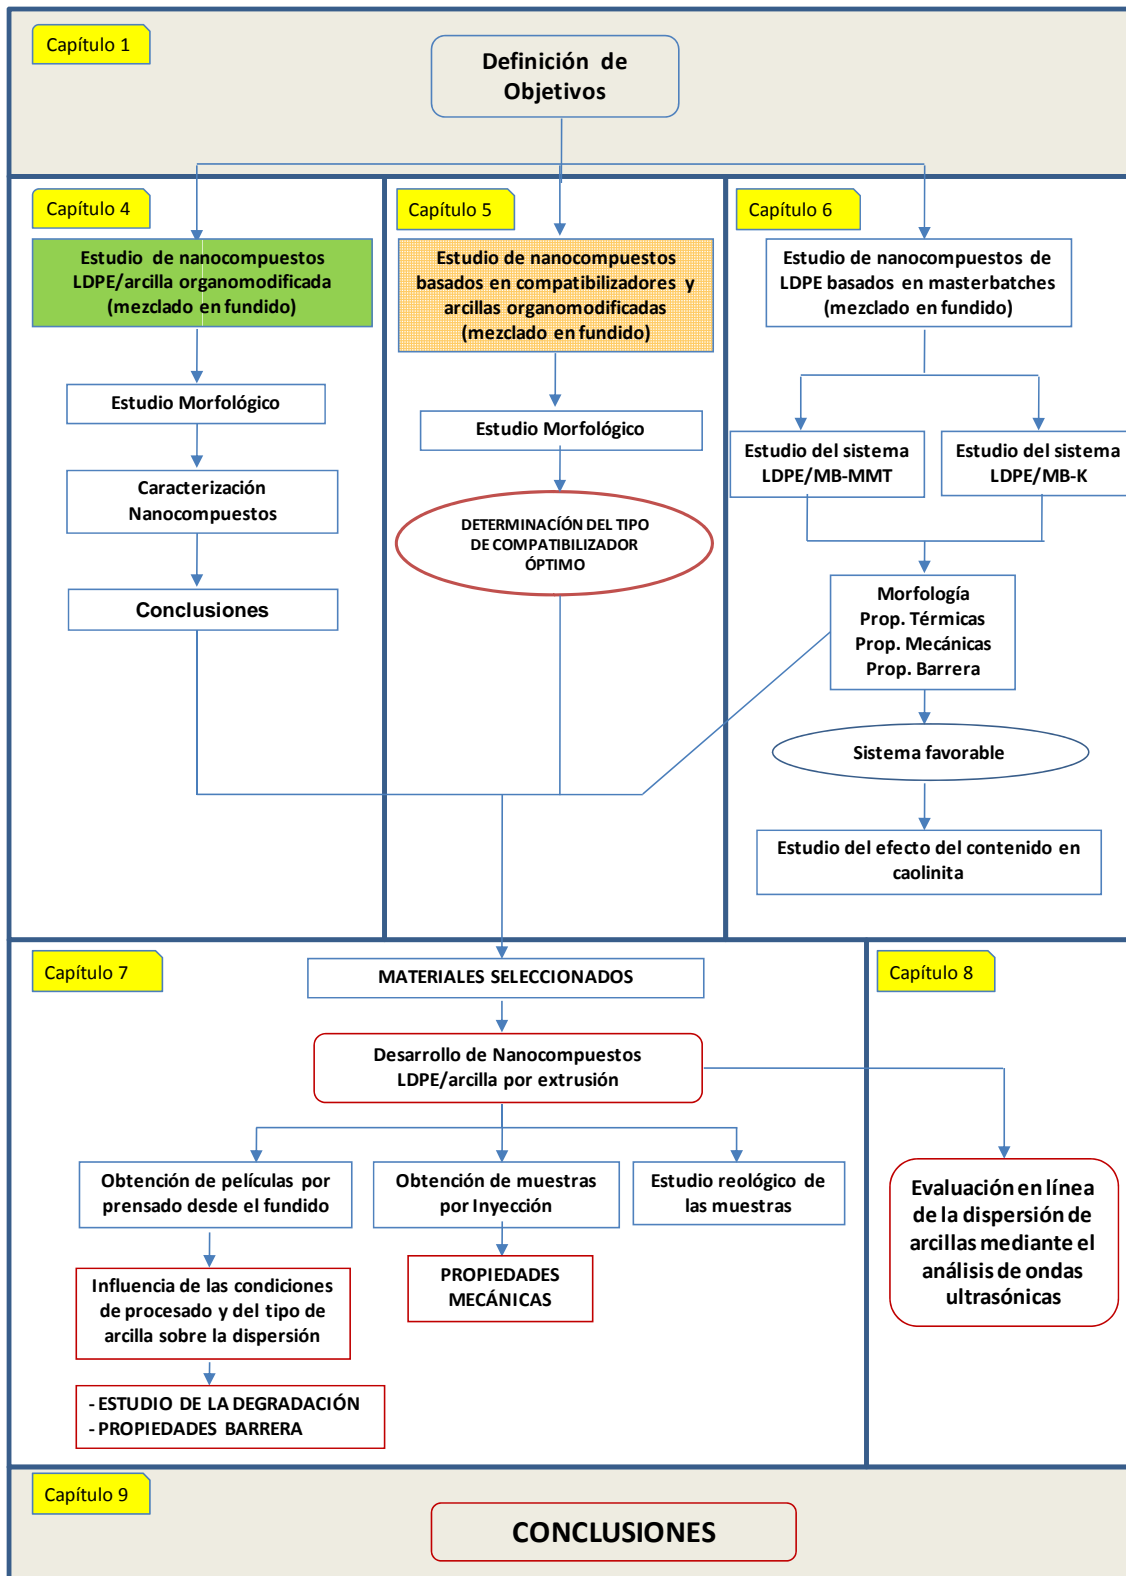 Capítulo 1
Definición de
Objetivos
Capítulo 4
Estudio de nanocompuestos
LDPE/arcilla organomodificada
(mezclado en fundido)
Estudio Morfológico
Caracterización
Nanocompuestos
Conclusiones
Capítulo 5
Estudio de nanocompuestos
basados en compatibilizadores y
arcillas organomodificadas
(mezclado en fundido)
Estudio Morfológico
DETERMINACÍÓN DEL TIPO
DE COMPATIBILIZADOR
ÓPTIMO
Capítulo 6
Estudio de nanocompuestos de
LDPE basados en masterbatches
(mezclado en fundido)
Estudio del sistema
LDPE/MB-MMT
Estudio del sistema
LDPE/MB-K
Morfología
Prop. Térmicas
Prop. Mecánicas
Prop. Barrera
Sistema favorable
Estudio del efecto del contenido en
caolinita
Capítulo 7
MATERIALES SELECCIONADOS
Desarrollo de Nanocompuestos
LDPE/arcilla por extrusión
Obtención de películas por
prensado desde el fundido
Influencia de las condiciones
de procesado y del tipo de
arcilla sobre la dispersión
- ESTUDIO DE LA DEGRADACIÓN
- PROPIEDADES BARRERA
Obtención de muestras
por Inyección
PROPIEDADES
MECÁNICAS
Estudio reológico de
las muestras
Capítulo 8
Evaluación en línea
de la dispersión de
arcillas mediante el
análisis de ondas
ultrasónicas
Capítulo 9
CONCLUSIONES